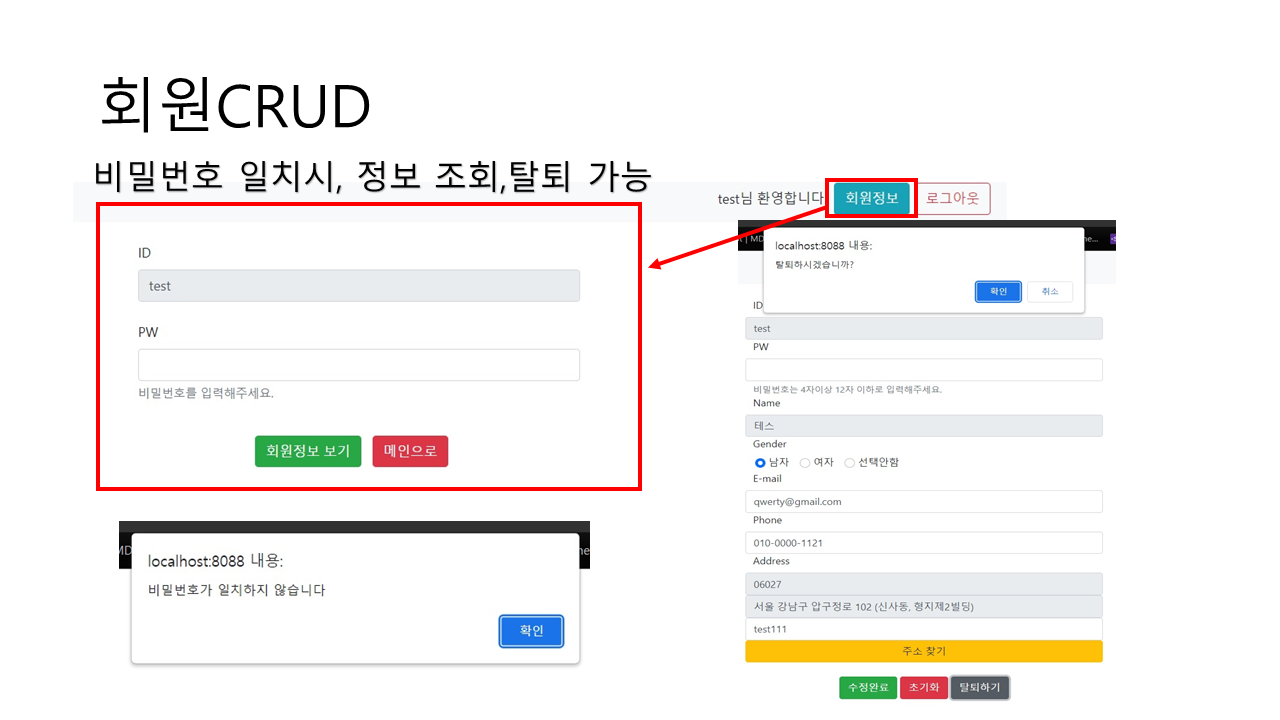 회원CRUD
비밀번호 일치시, 정보 조회,탈퇴 가능
test님 환영합니다 회원정보 로그아웃
ID
test
PW
비밀번호를 입력해주세요.
회원정보 보기 메인으로
localhost:8088 내용:
비밀번호가 일치하지 않습니다
확인
MD
localhost:8088 내용:
탈퇴하시겠습니까?
확인 취소
ID
test
PW
비밀번호는 4자이상 12자 이하로 입력해주세요.
Name
테스
Gender
남자 여자 선택안함
E-mail
qwerty@gmail.com
Phone
010-0000-1121
Address
06027
서울 강남구 압구정로 102 (신사동, 형지제2빌딩)
test111
주소 찾기
수정완료 초기화 탈퇴하기